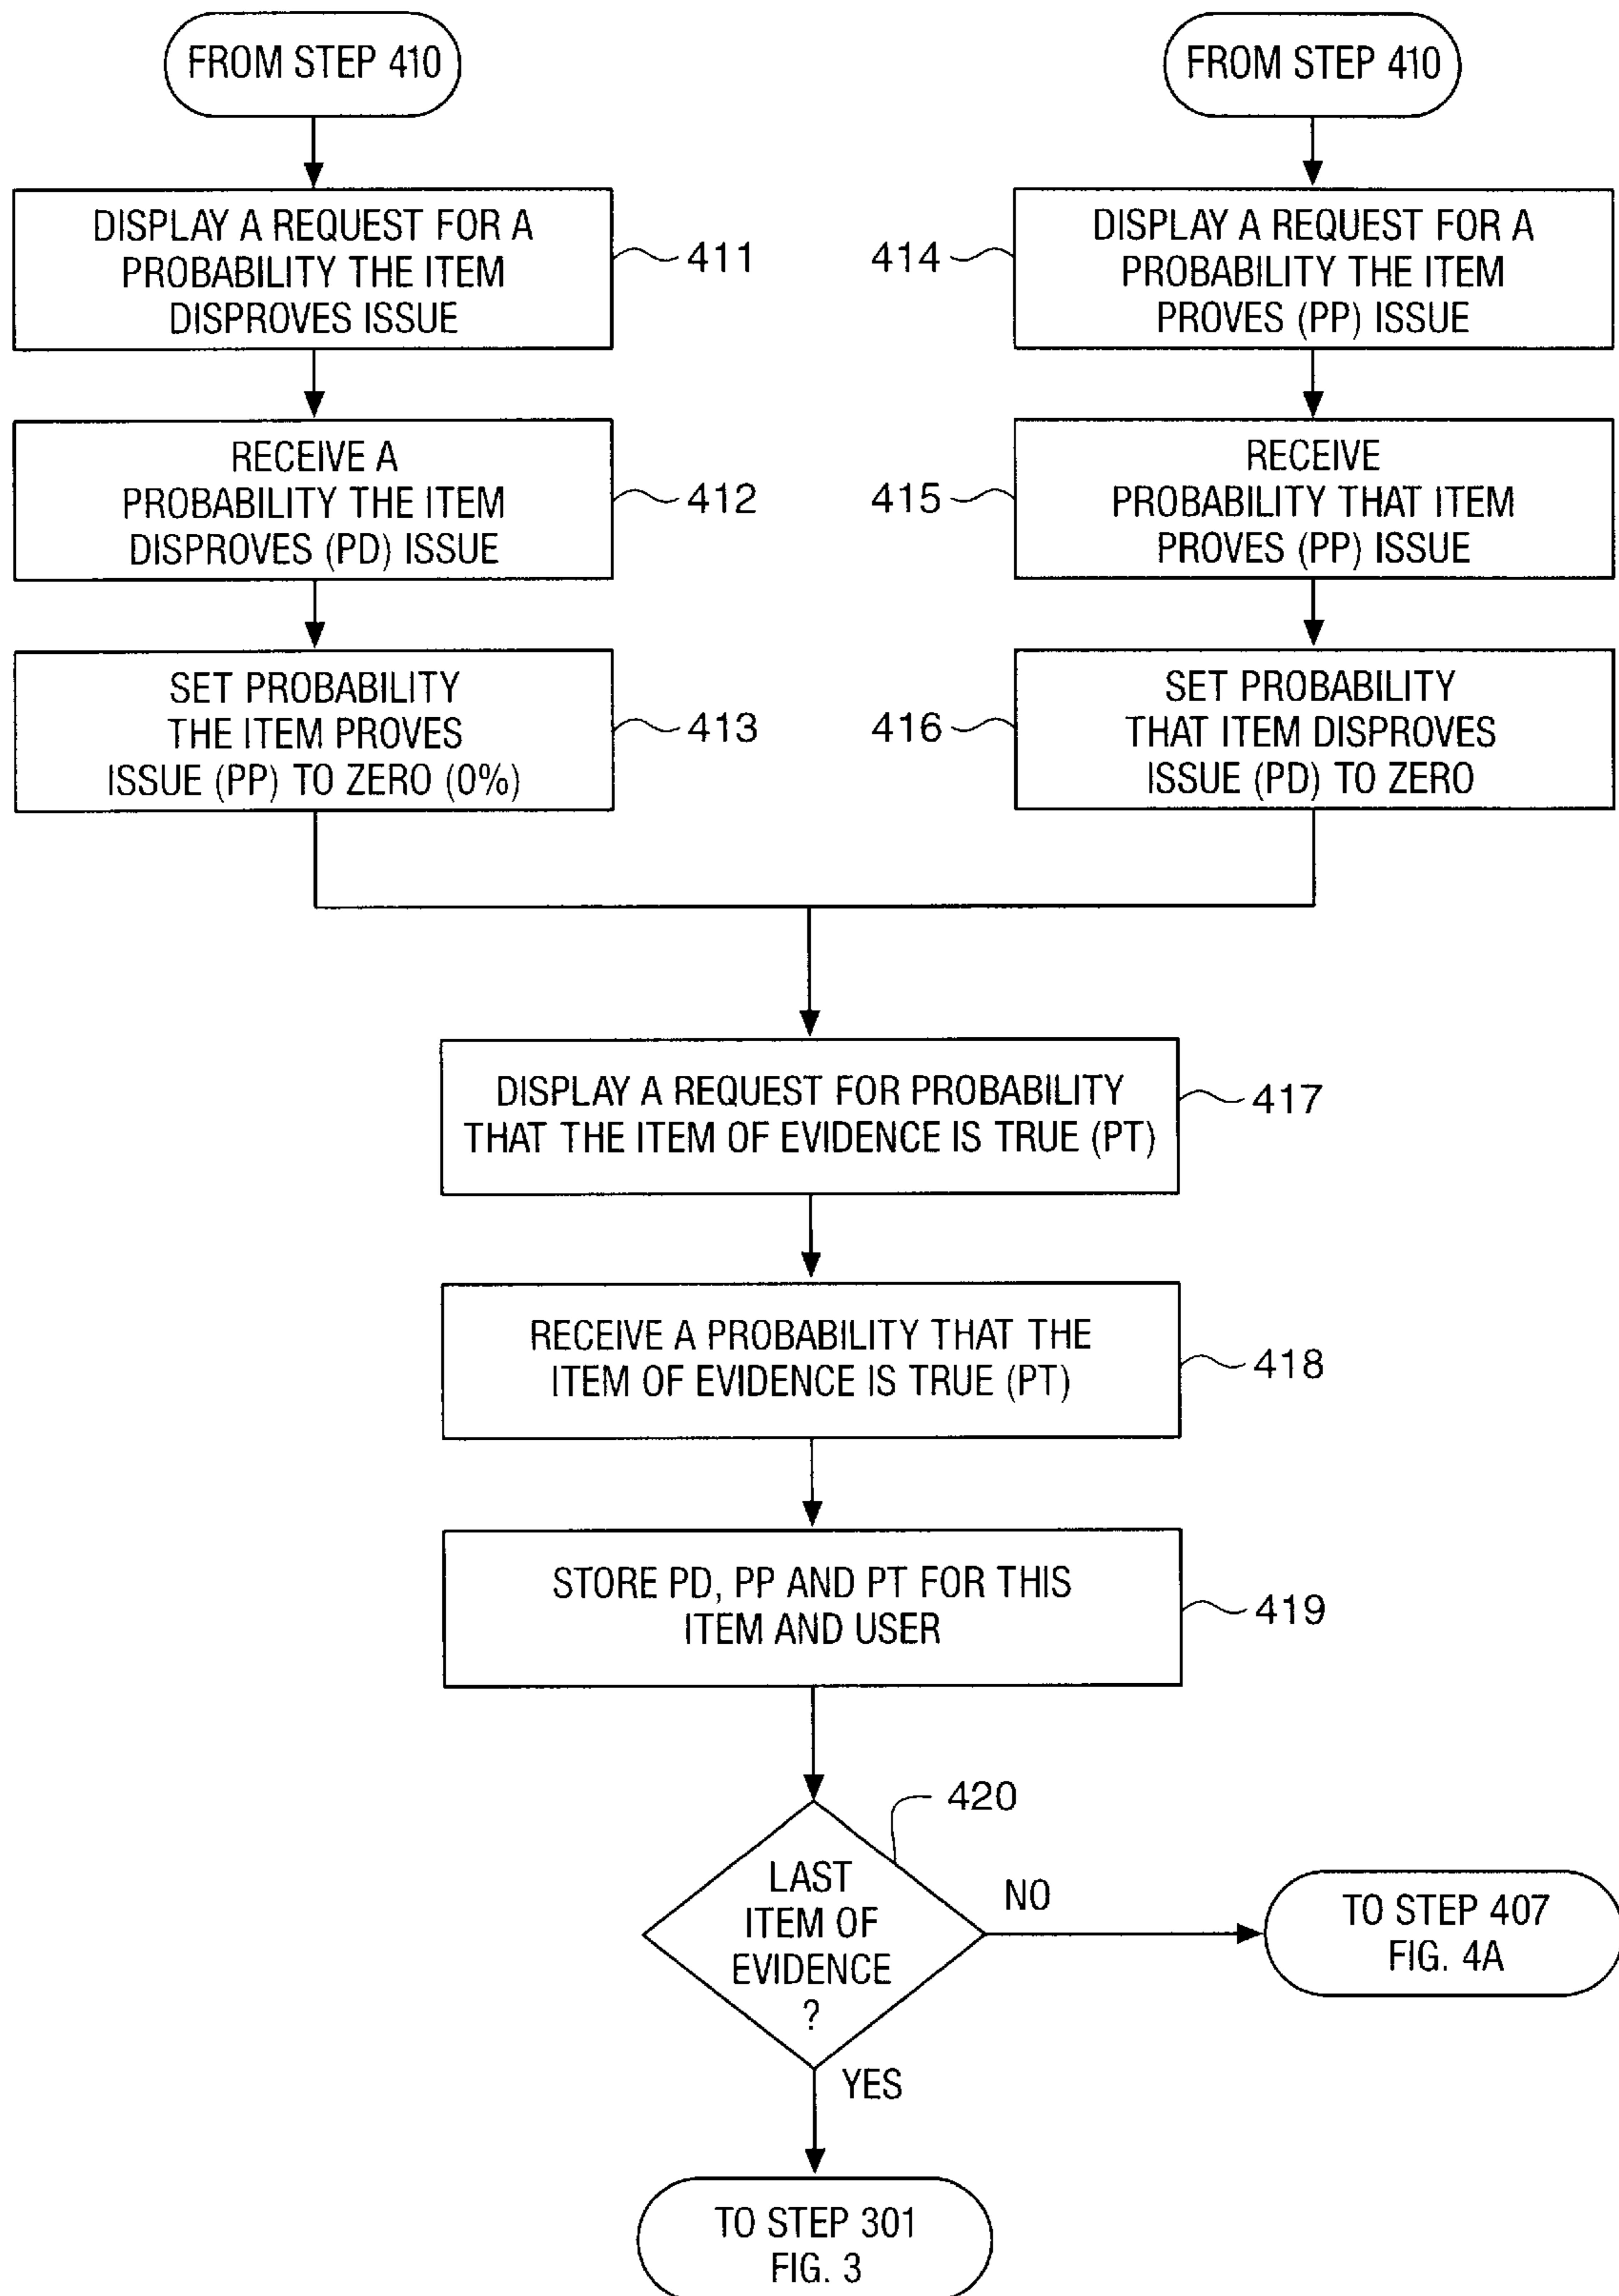 FROM STEP 410
FROM STEP 410
DISPLAY A REQUEST FOR A
PROBABILITY THE ITEM
DISPROVES ISSUE
411
414
DISPLAY A REQUEST FOR A
PROBABILITY THE ITEM
PROVES (PP) ISSUE
RECEIVE A
PROBABILITY THE ITEM
DISPROVES (PD) ISSUE
412
415
RECEIVE
PROBABILITY THAT ITEM
PROVES (PP) ISSUE
SET PROBABILITY
THE ITEM PROVES
ISSUE (PP) TO ZERO (0%)
413
416
SET PROBABILITY
THAT ITEM DISPROVES
ISSUE (PD) TO ZERO
DISPLAY A REQUEST FOR PROBABILITY
THAT THE ITEM OF EVIDENCE IS TRUE (PT)
417
RECEIVE A PROBABILITY THAT THE
ITEM OF EVIDENCE IS TRUE (PT)
418
STORE PD, PP AND PT FOR THIS
ITEM AND USER
419
420
LAST
ITEM OF
EVIDENCE
?
NO
TO STEP 407
FIG. 4A
YES
TO STEP 301
FIG. 3